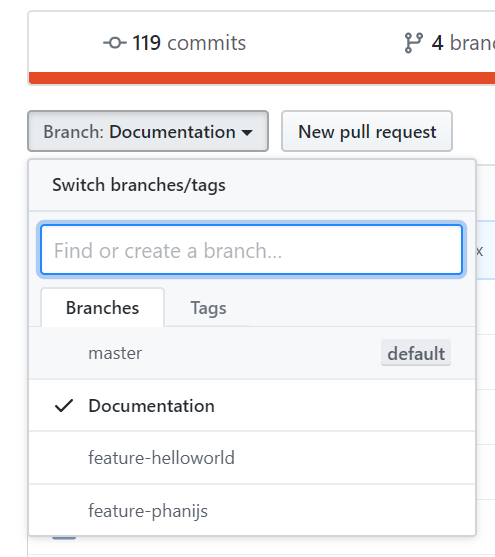 119 commits
4 branc
Branch: Documentation
New pull request
Switch branches/tags
Find or create a branch...
x
Branches
Tags
master
default
Documentation
feature-helloworld
feature-phanijs